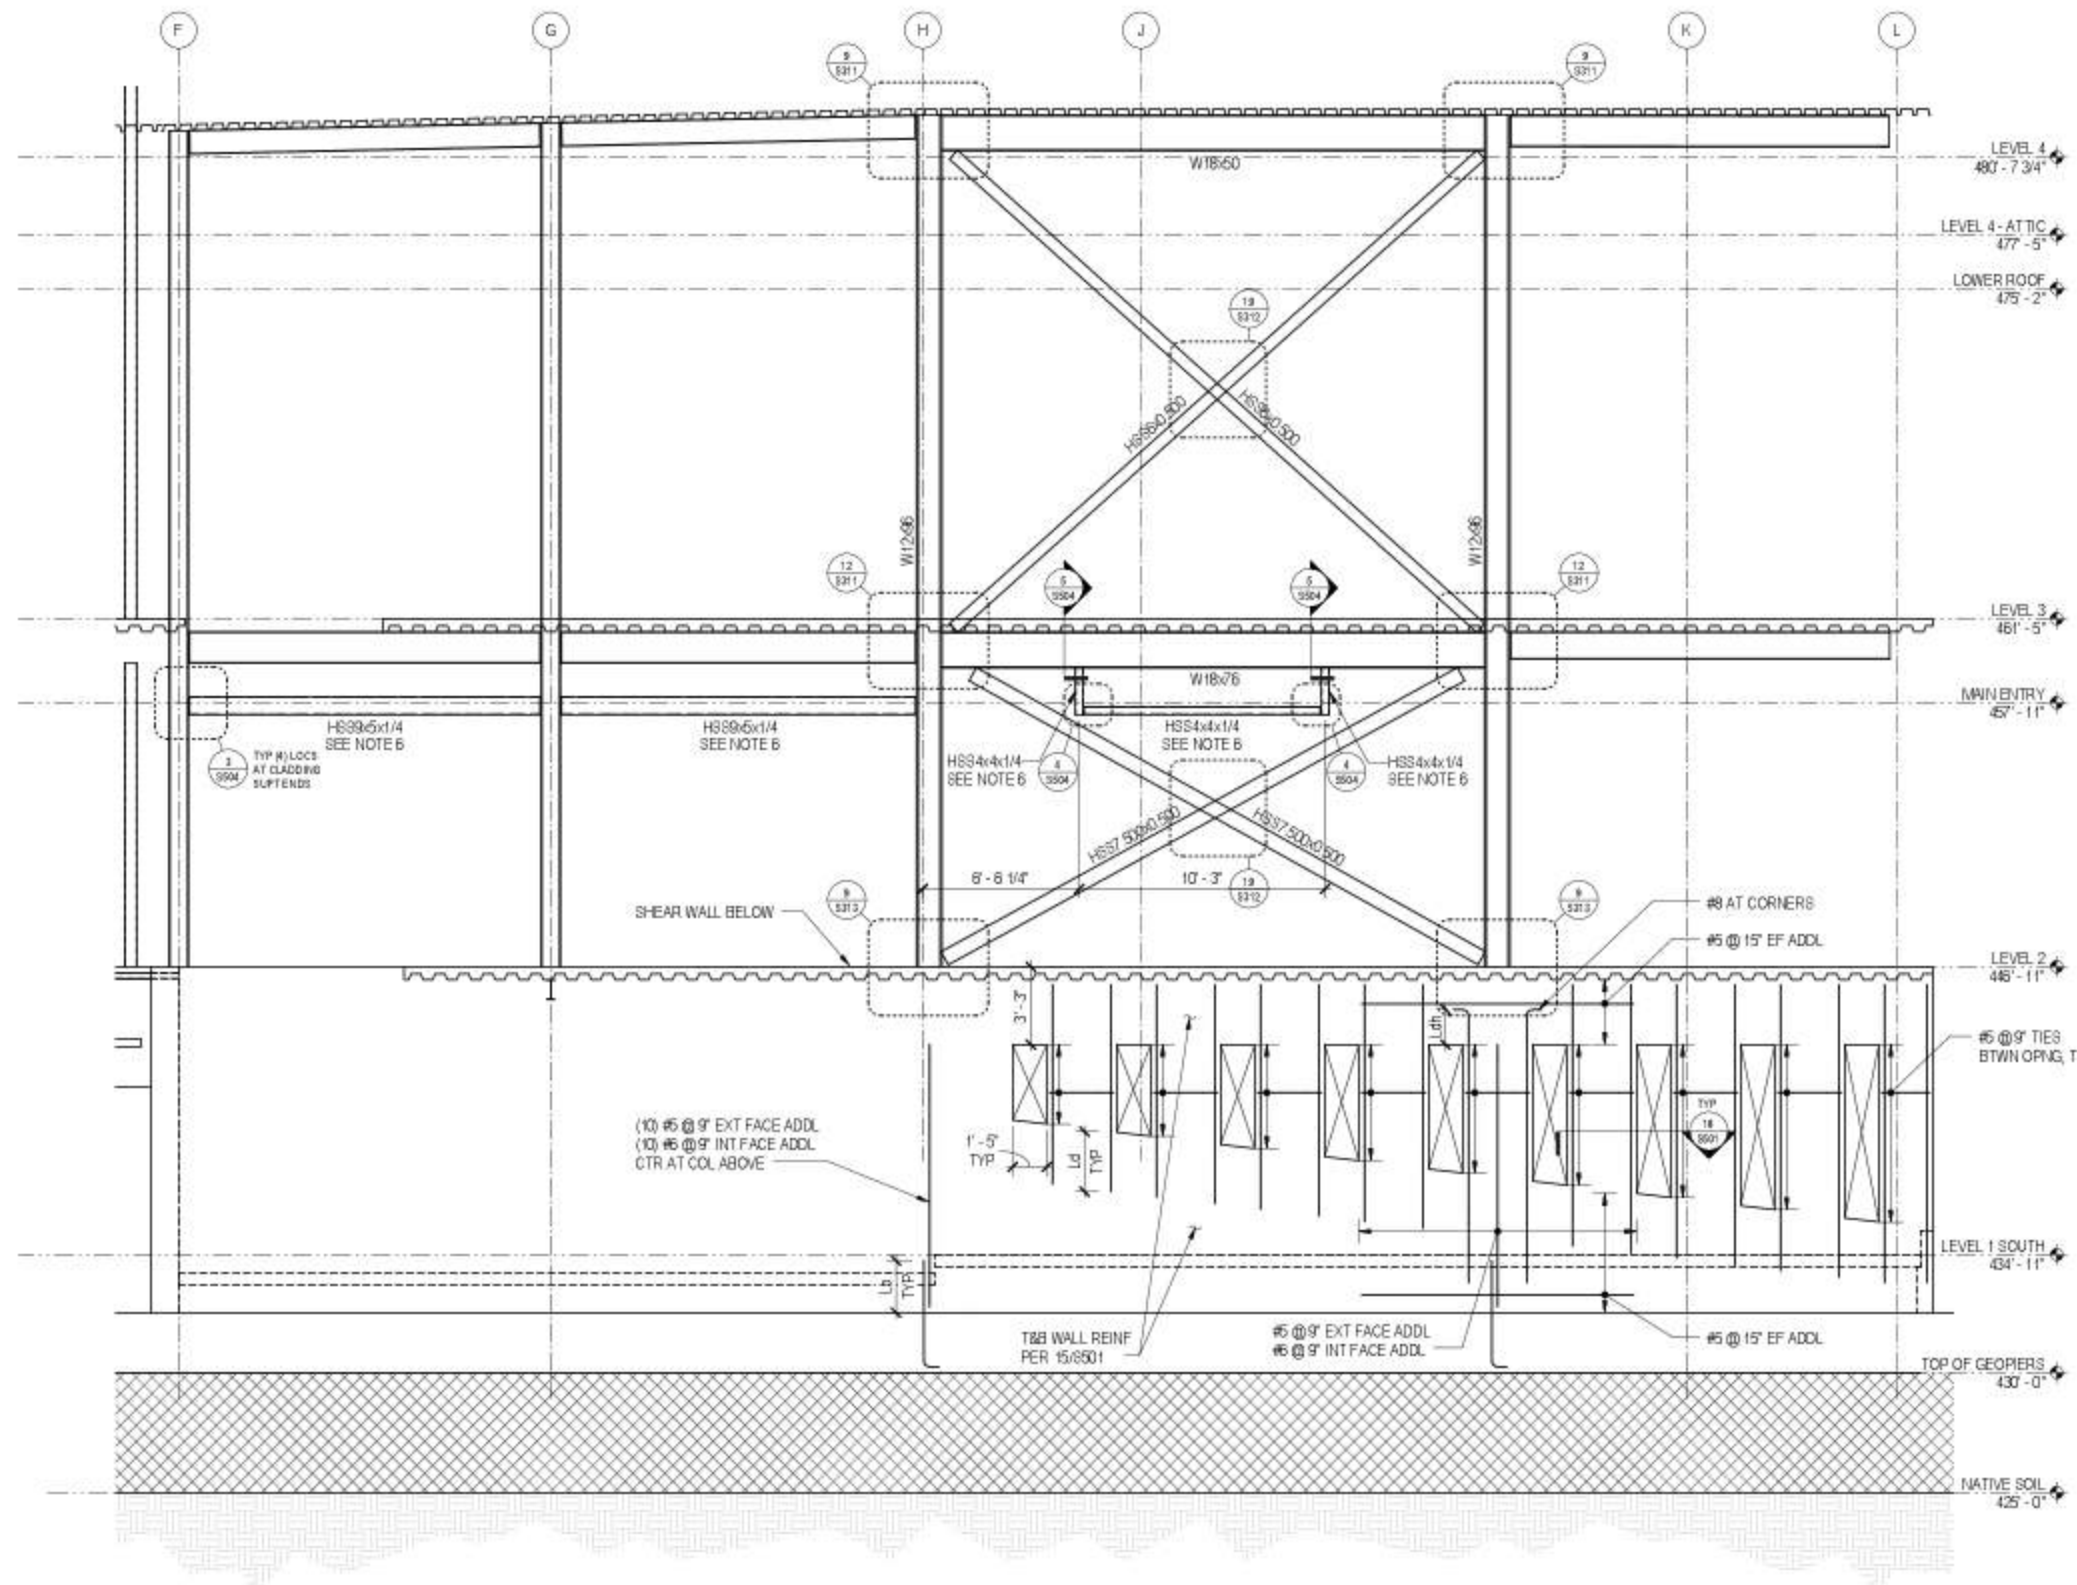 F
G
H
J
K
L
9
S311
9
S311
LEVEL 4
480' - 7 3/4"
W18x50
LEVEL 4 - ATTIC
477' - 5"
LOWER ROOF
475' - 2"
19
S312
HSS6x0.500
HSS6x0.500
W12x96
W12x96
12
S311
5
S504
5
S504
12
S311
LEVEL 3
461' - 5"
W18x76
MAIN ENTRY
457' - 11"
HSS9x5x1/4
SEE NOTE 6
HSS9x5x1/4
SEE NOTE 6
HSS4x4x1/4
SEE NOTE 6
3
S504
TYP (4) LOCS
AT CLADDING
SUPT ENDS
HSS4x4x1/4
SEE NOTE 6
4
S504
4
S504
HSS4x4x1/4
SEE NOTE 6
HSS7.500x0.500
HSS7.500x0.500
6' - 6 1/4"
10' - 3"
19
S312
9
S313
9
S313
SHEAR WALL BELOW
#8 AT CORNERS
#5 @ 15" EF ADDL
LEVEL 2
446' - 11"
3' - 3"
Ldh
#5 @ 9" TIES
BTWN OPNG, T
TYP
18
S501
(10) #5 @ 9" EXT FACE ADDL
(10) #6 @ 9" INT FACE ADDL
CTR AT COL ABOVE
1' - 5"
TYP
Ld
TYP
LEVEL 1 SOUTH
434' - 11"
TYP
T&B WALL REINF
PER 15/S501
#5 @ 9" EXT FACE ADDL
#6 @ 9" INT FACE ADDL
#5 @ 15" EF ADDL
TOP OF GEOPIERS
430' - 0"
NATIVE SOIL
425' - 0"